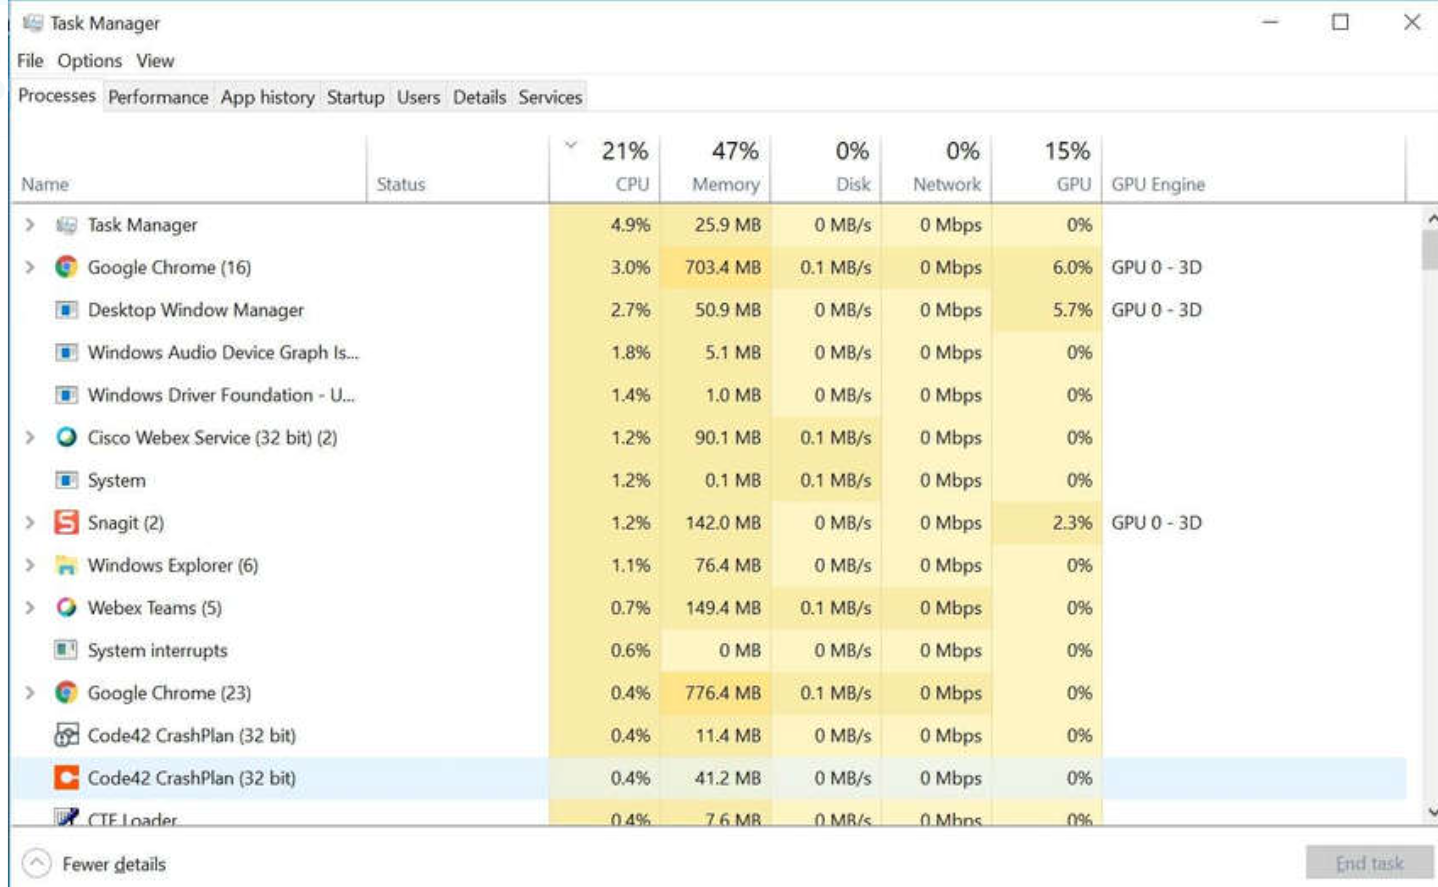 Task Manager
File Options View
Processes Performance App history Startup Users Details Services
21% 47% 0% 0% 15%
Name Status CPU Memory Disk Network GPU GPU Engine
Task Manager 4.9% 25.9 MB 0 MB/s 0 Mbps 0%
Google Chrome (16) 3.0% 703.4 MB 0.1 MB/s 0 Mbps 6.0% GPU 0 - 3D
Desktop Window Manager 2.7% 50.9 MB 0 MB/s 0 Mbps 5.7% GPU 0 - 3D
Windows Audio Device Graph Is... 1.8% 5.1 MB 0 MB/s 0 Mbps 0%
Windows Driver Foundation - U... 1.4% 1.0 MB 0 MB/s 0 Mbps 0%
Cisco Webex Service (32 bit) (2) 1.2% 90.1 MB 0.1 MB/s 0 Mbps 0%
System 1.2% 0.1 MB 0.1 MB/s 0 Mbps 0%
Snagit (2) 1.2% 142.0 MB 0 MB/s 0 Mbps 2.3% GPU 0 - 3D
Windows Explorer (6) 1.1% 76.4 MB 0 MB/s 0 Mbps 0%
Webex Teams (5) 0.7% 149.4 MB 0.1 MB/s 0 Mbps 0%
System interrupts 0.6% 0 MB 0 MB/s 0 Mbps 0%
Google Chrome (23) 0.4% 776.4 MB 0.1 MB/s 0 Mbps 0%
Code42 CrashPlan (32 bit) 0.4% 11.4 MB 0 MB/s 0 Mbps 0%
Code42 CrashPlan (32 bit) 0.4% 41.2 MB 0 MB/s 0 Mbps 0%
CTF Loader 0.4% 7.6 MB 0 MB/s 0 Mbps 0%
Fewer details End task